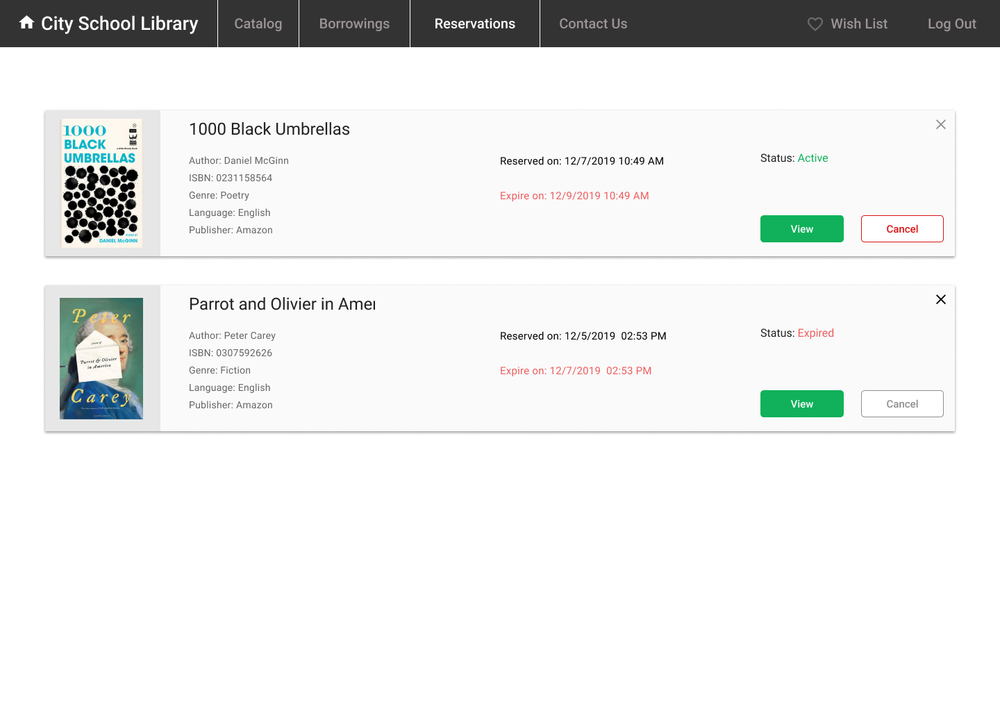 City School Library
Catalog
Borrowings
Reservations
Contact Us
Wish List
Log Out
1000
BLACK
UMBRELLAS
DANIEL McGINN
1000 Black Umbrellas
Author: Daniel McGinn
ISBN: 0231158564
Genre: Poetry
Language: English
Publisher: Amazon
Reserved on: 12/7/2019 10:49 AM
Expire on: 12/9/2019 10:49 AM
Status: Active
View
Cancel
Peter
Parrot & Olivier
in America
Carey
Parrot and Olivier in Amer
Author: Peter Carey
ISBN: 0307592626
Genre: Fiction
Language: English
Publisher: Amazon
Reserved on: 12/5/2019  02:53 PM
Expire on: 12/7/2019  02:53 PM
Status: Expired
View
Cancel